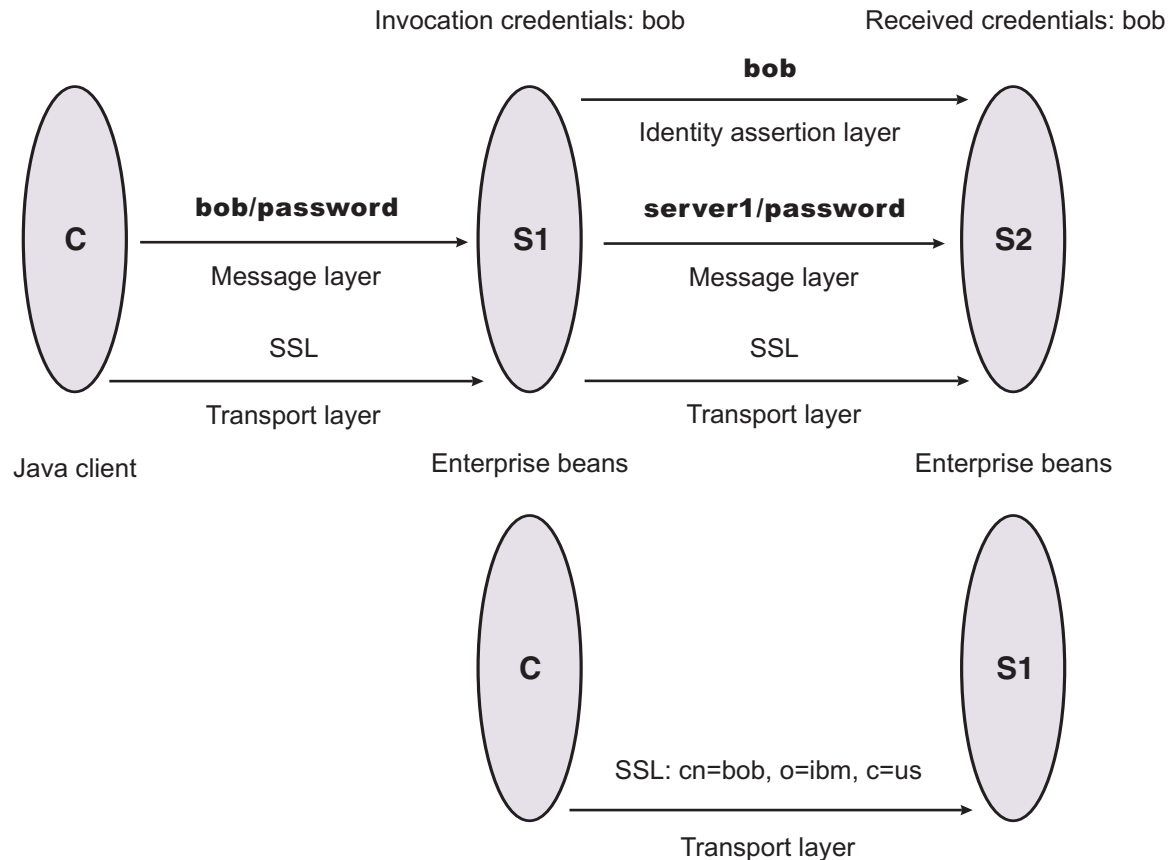 Invocation credentials: bob
Received credentials: bob
bob
Identity assertion layer
bob/password
server1/password
C
S1
S2
Message layer
Message layer
SSL
SSL
Transport layer
Transport layer
Java client
Enterprise beans
Enterprise beans
C
S1
SSL: cn=bob, o=ibm, c=us
Transport layer